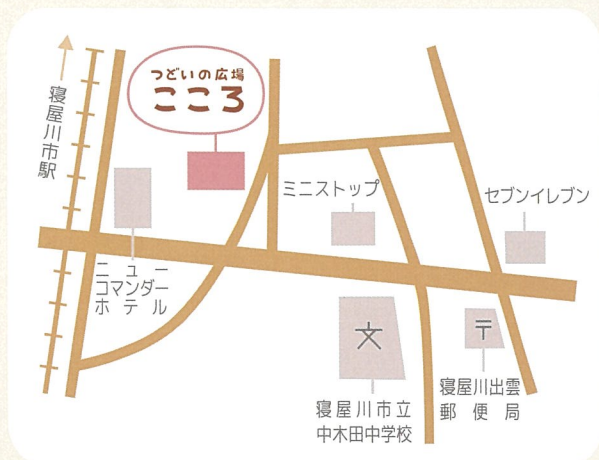 つどいの広場
こころ
寝屋川市駅
ミニストップ
セブンイレブン
ニュー
コマンダー
ホテル
文
〒
寝屋川市立
中木田中学校
寝屋川出雲
郵便局